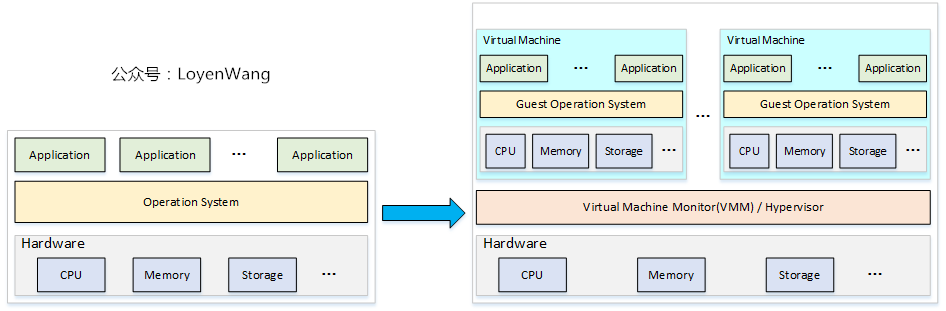 公众号：LoyenWang
Application Application ... Application
Operation System
Hardware
CPU Memory Storage ...
Virtual Machine
Application ... Application
Guest Operation System
CPU Memory Storage ...
...
Virtual Machine
Application ... Application
Guest Operation System
CPU Memory Storage ...
Virtual Machine Monitor(VMM) / Hypervisor
Hardware
CPU Memory Storage ...